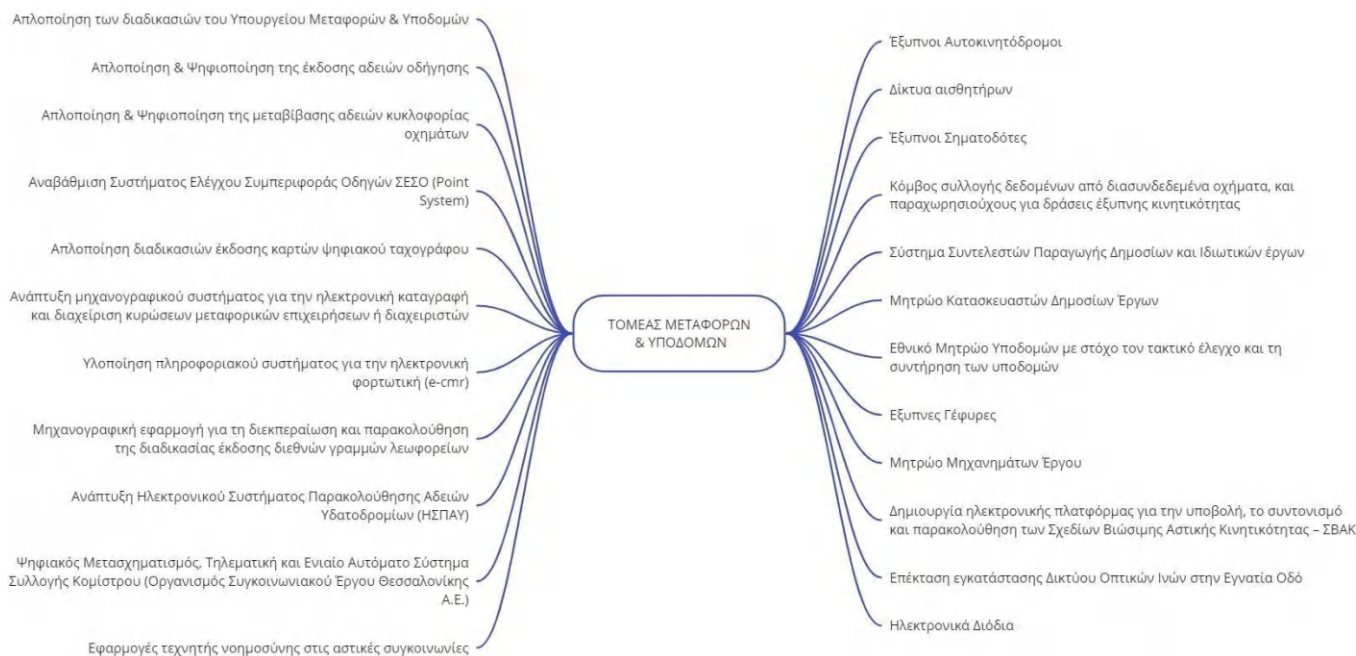 Απλοποίηση των διαδικασιών του Υπουργείου Μεταφορών & Υποδομών
Απλοποίηση & Ψηφιοποίηση της έκδοσης αδειών οδήγησης
Απλοποίηση & Ψηφιοποίηση της μεταβίβασης αδειών κυκλοφορίας
οχημάτων
Αναβάθμιση Συστήματος Ελέγχου Συμπεριφοράς Οδηγών ΣΕΣΟ (Point
System)
Απλοποίηση διαδικασιών έκδοσης καρτών ψηφιακού ταχογράφου
Ανάπτυξη μηχανογραφικού συστήματος για την ηλεκτρονική καταγραφή
και διαχείριση κυρώσεων μεταφορικών επιχειρήσεων ή διαχειριστών
Υλοποίηση πληροφοριακού συστήματος για την ηλεκτρονική
φορτωτική (e-cmr)
Μηχανογραφική εφαρμογή για τη διεκπεραίωση και παρακολούθηση
της διαδικασίας έκδοσης διεθνών γραμμών λεωφορείων
Ανάπτυξη Ηλεκτρονικού Συστήματος Παρακολούθησης Αδειών
Υδατοδρομίων (ΗΣΠΑΥ)
Ψηφιακός Μετασχηματισμός, Τηλεματική και Ενιαίο Αυτόματο Σύστημα
Συλλογής Κομίστρου (Οργανισμός Συγκοινωνιακού Έργου Θεσσαλονίκης
Α.Ε.)
Εφαρμογές τεχνητής νοημοσύνης στις αστικές συγκοινωνίες
ΤΟΜΕΑΣ ΜΕΤΑΦΟΡΩΝ
& ΥΠΟΔΟΜΩΝ
Έξυπνοι Αυτοκινητόδρομοι
Δίκτυα αισθητήρων
Έξυπνοι Σηματοδότες
Κόμβος συλλογής δεδομένων από διασυνδεδεμένα οχήματα, και
παραχωρησιούχους για δράσεις έξυπνης κινητικότητας
Σύστημα Συντελεστών Παραγωγής Δημοσίων και Ιδιωτικών έργων
Μητρώο Κατασκευαστών Δημοσίων Έργων
Εθνικό Μητρώο Υποδομών με στόχο τον τακτικό έλεγχο και τη
συντήρηση των υποδομών
Εξυπνες Γέφυρες
Μητρώο Μηχανημάτων Έργου
Δημιουργία ηλεκτρονικής πλατφόρμας για την υποβολή, το συντονισμό
και παρακολούθηση των Σχεδίων Βιώσιμης Αστικής Κινητικότητας – ΣΒΑΚ
Επέκταση εγκατάστασης Δικτύου Οπτικών Ινών στην Εγνατία Οδό
Ηλεκτρονικά Διόδια